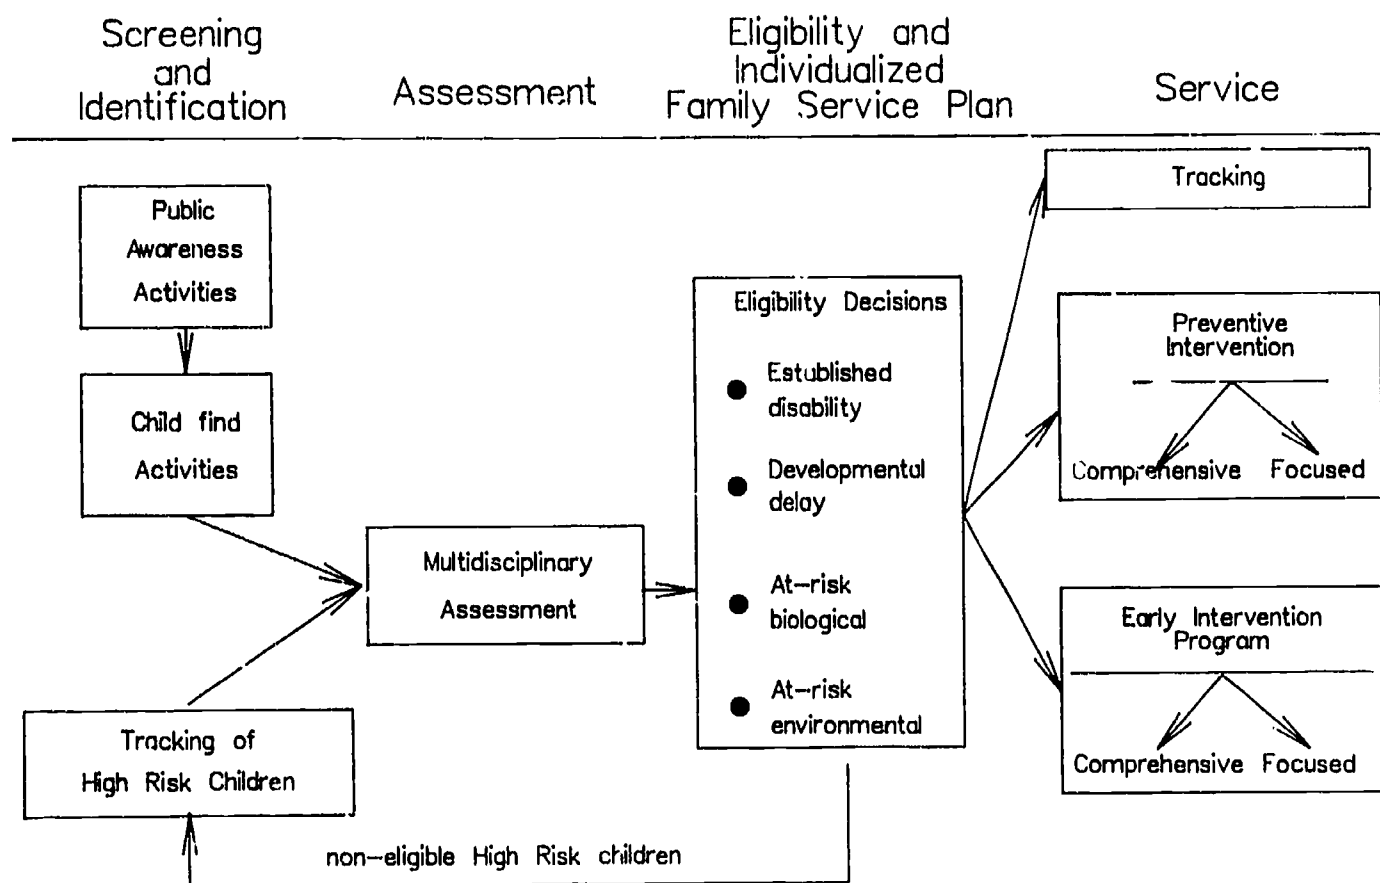 Screening
and
Identification
Assessment
Eligibility and
Individualized
Family Service Plan
Service
Public
Awareness
Activities
Child find
Activities
Tracking of
High Risk Children
Multidisciplinary
Assessment
Eligibility Decisions
Established
disability
Developmental
delay
At-risk
biological
At-risk
environmental
non-eligible High Risk children
Tracking
Preventive
Intervention
Comprehensive Focused
Early Intervention
Program
Comprehensive Focused